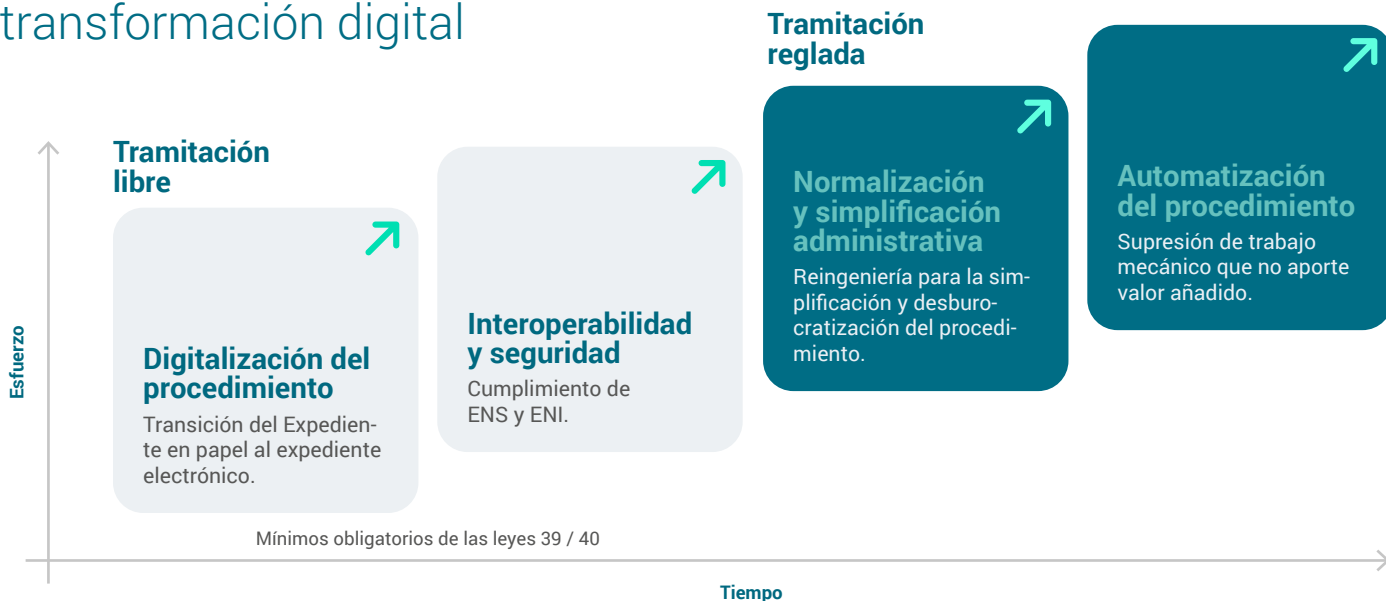 transformación digital
Esfuerzo
Tramitación
libre
Digitalización del
procedimiento
Transición del Expedien-
te en papel al expediente
electrónico.
Interoperabilidad
y seguridad
Cumplimiento de
ENS y ENI.
Mínimos obligatorios de las leyes 39 / 40
Tramitación
reglada
Normalización
y simplificación
administrativa
Reingeniería para la sim-
plificación y desburo-
cratización del procedi-
miento.
Automatización
del procedimiento
Supresión de trabajo
mecánico que no aporte
valor añadido.
Tiempo